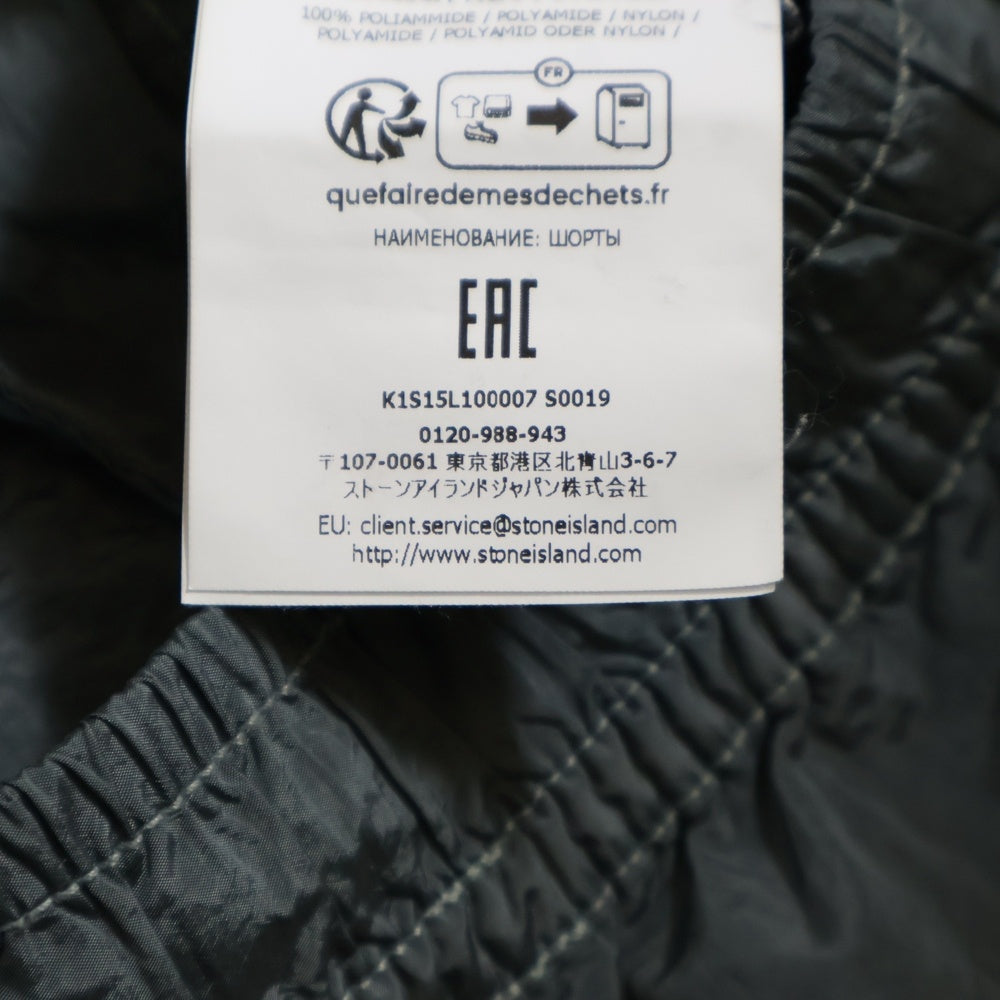 100% POLIAMMIDE / POLYAMIDE / NYLON /
POLYAMIDE / POLYAMID ODER NYLON /
FR
quefairedemesdechets.fr
НАИМЕНОВАНИЕ: ШОРТЫ
EAC
K1S15L100007 S0019
0120-988-943
〒107-0061 東京都港区北青山3-6-7
ストーンアイランドジャパン株式会社
EU: client.service@stoneisland.com
http://www.stoneisland.com